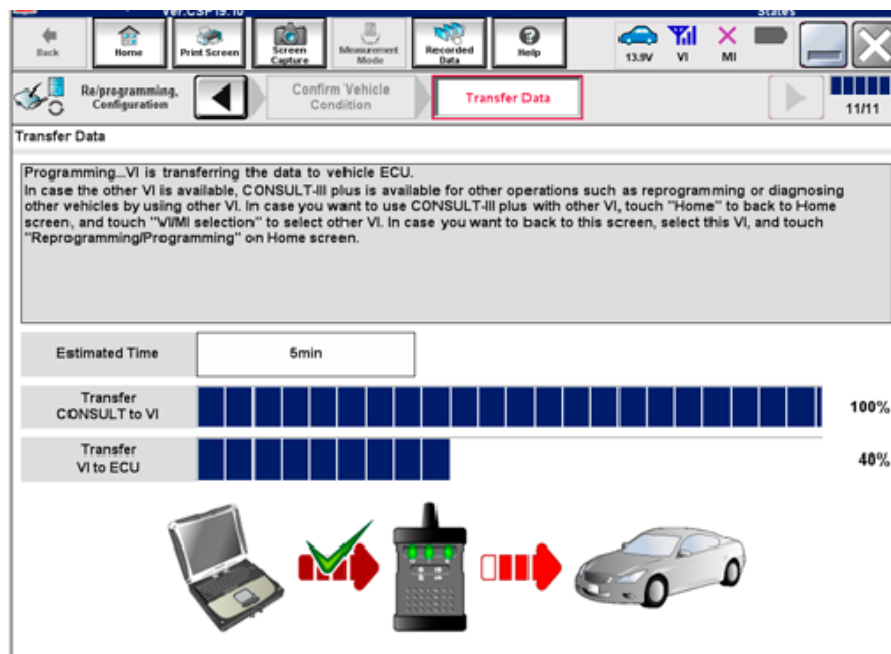 Ver.CSP15.10
States
Back
Home
Print Screen
Screen
Capture
Measurement
Mode
Recorded
Data
Help
13.9V
VI
MI
Re/programming,
Configuration
Confirm Vehicle
Condition
Transfer Data
11/11
Transfer Data
Programming...VI is transferring the data to vehicle ECU.
In case the other VI is available, CONSULT-III plus is available for other operations such as reprogramming or diagnosing
other vehicles by using other VI. In case you want to use CONSULT-III plus with other VI, touch "Home" to back to Home
screen, and touch "VI/MI selection" to select other VI. In case you want to back to this screen, select this VI, and touch
"Reprogramming/Programming" on Home screen.
Estimated Time
5min
Transfer
CONSULT to VI
100%
Transfer
VI to ECU
40%